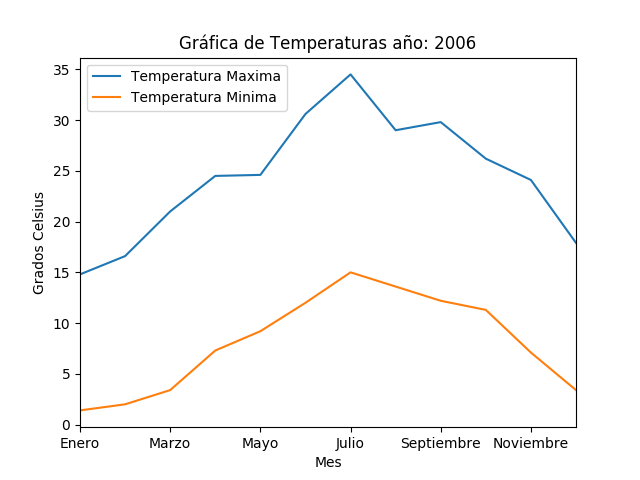 Gráfica de Temperaturas año: 2006
Temperatura Maxima
Temperatura Minima
Grados Celsius
35
30
25
20
15
10
5
0
Enero Marzo Mayo Julio Septiembre Noviembre
Mes